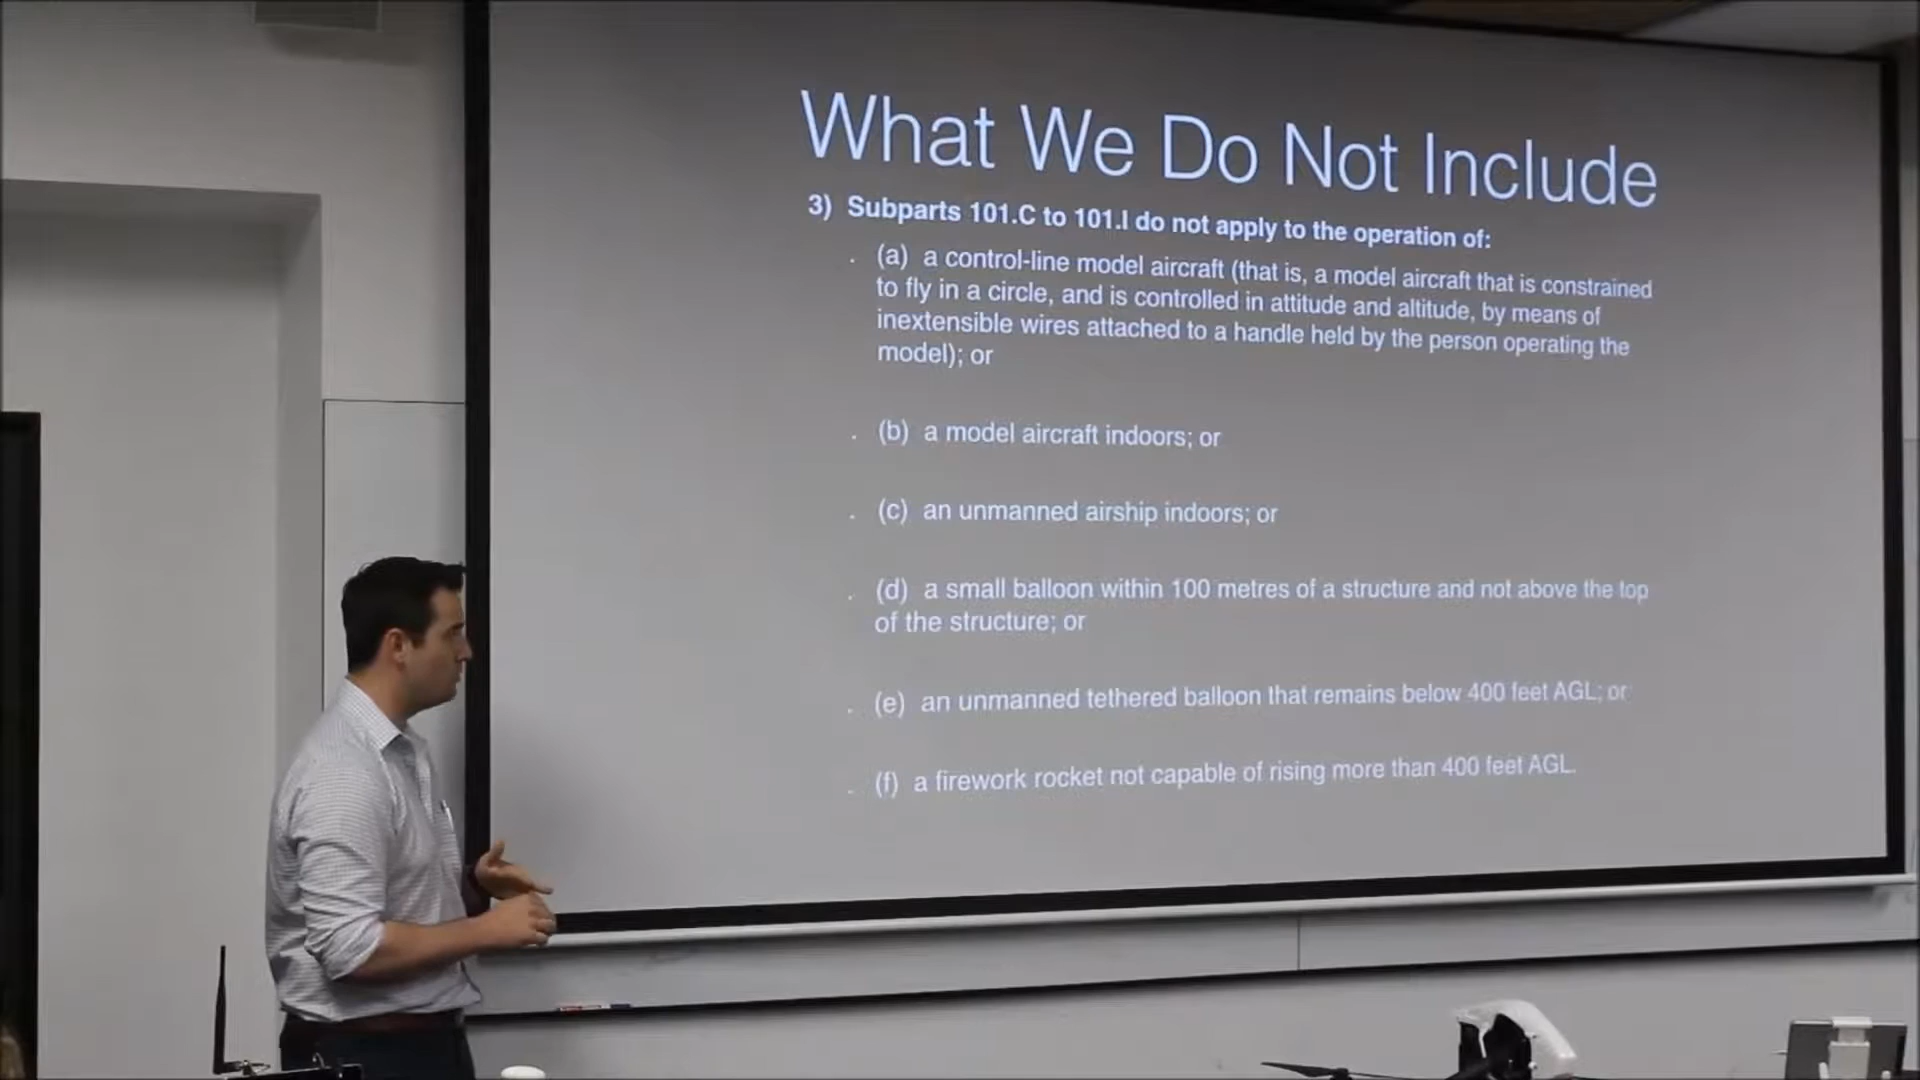 What We Do Not Include
3) Subparts 101.C to 101.I do not apply to the operation of:
. (a) a control-line model aircraft (that is, a model aircraft that is constrained
to fly in a circle, and is controlled in attitude and altitude, by means of
inextensible wires attached to a handle held by the person operating the
model); or
. (b) a model aircraft indoors; or
. (c) an unmanned airship indoors; or
. (d) a small balloon within 100 metres of a structure and not above the top
of the structure; or
. (e) an unmanned tethered balloon that remains below 400 feet AGL; or
. (f) a firework rocket not capable of rising more than 400 feet AGL.